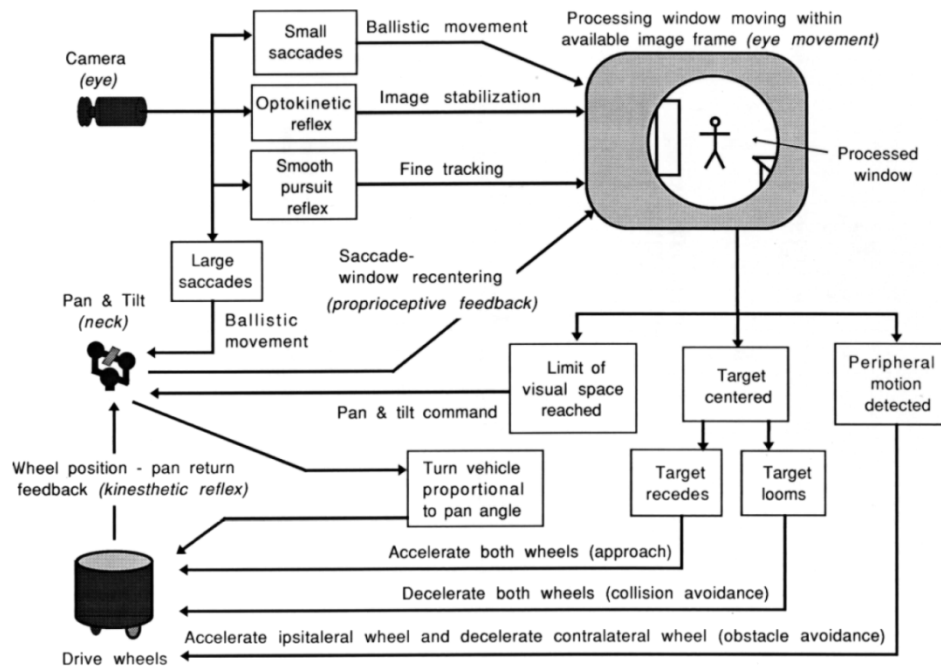 Small
saccades
Ballistic movement
Processing window moving within
available image frame (eye movement)
Camera
(eye)
Optokinetic
reflex
Image stabilization
Processed
window
Smooth
pursuit
reflex
Fine tracking
Large
saccades
Saccade-
window recentering
(proprioceptive feedback)
Pan & Tilt
(neck)
Ballistic
movement
Limit of
visual space
reached
Target
centered
Peripheral
motion
detected
Pan & tilt command
Wheel position - pan return
feedback (kinesthetic reflex)
Turn vehicle
proportional
to pan angle
Target
recedes
Target
looms
Accelerate both wheels (approach)
Decelerate both wheels (collision avoidance)
Accelerate ipsitaleral wheel and decelerate contralateral wheel (obstacle avoidance)
Drive wheels